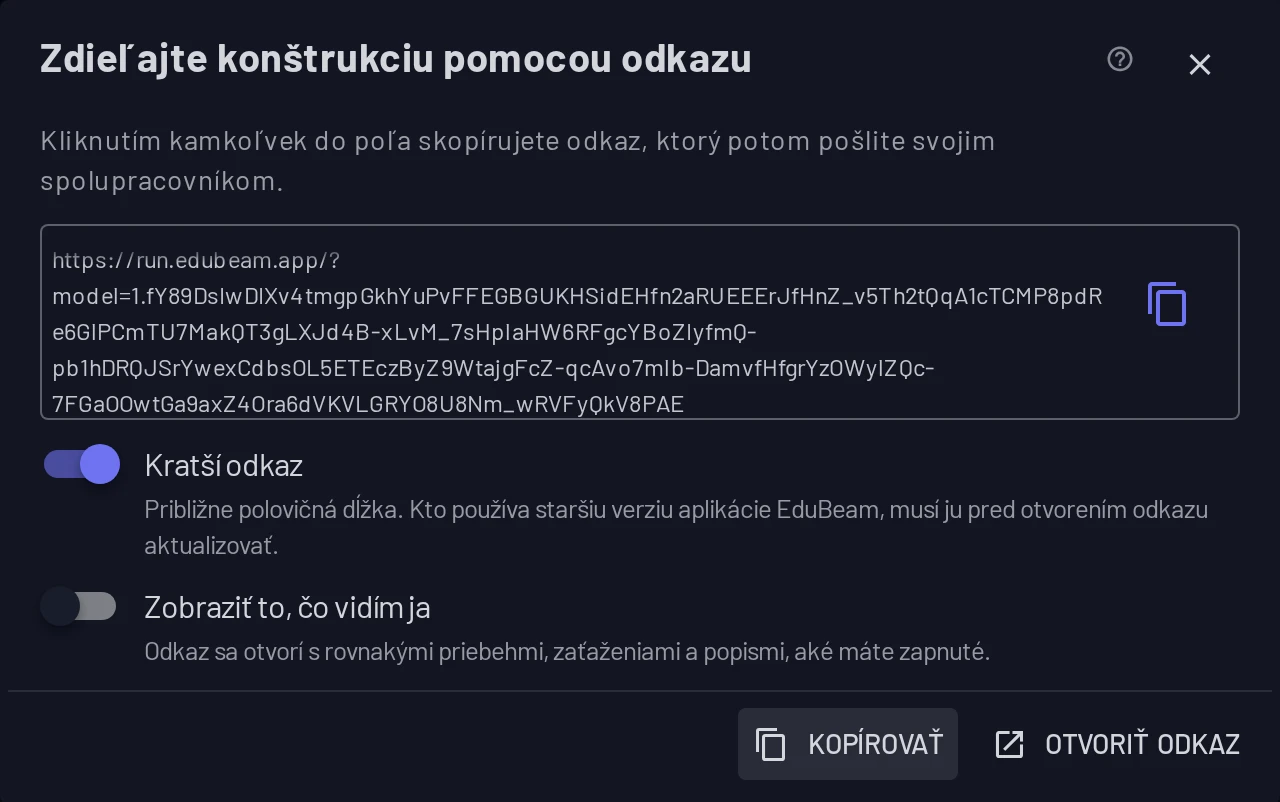 Zdieľajte konštrukciu pomocou odkazu
Kliknutím kamkoľvek do poľa skopírujete odkaz, ktorý potom pošlite svojim
spolupracovníkom.
https://run.edubeam.app/?
model=1.fY89DsIwDIXv4tmgpGkhYuPvFFEGBGUKHSidEHfn2aRUEEErJfHnZ_v5Th2tQqA1cTCMP8pdR
e6GIPCmTU7MakQT3gLXJd4B-xLvM_7sHpIaHW6RFgcYBoZIyfmQ-
pb1hDRQJSrYwexCdbsOL5ETEczByZ9WtajgFcZ-qcAvo7mIb-DamvfHfgrYzOWyIZQc-
7FGaOOwtGa9axZ4Ora6dVKVLGRYO8U8Nm_wRVFyQkV8PAE
Kratší odkaz
Približne polovičná dĺžka. Kto používa staršiu verziu aplikácie EduBeam, musí ju pred otvorením odkazu
aktualizovať.
Zobraziť to, čo vidím ja
Odkaz sa otvorí s rovnakými priebehmi, zaťaženiami a popismi, aké máte zapnuté.
KOPÍROVAŤ
OTVORIŤ ODKAZ